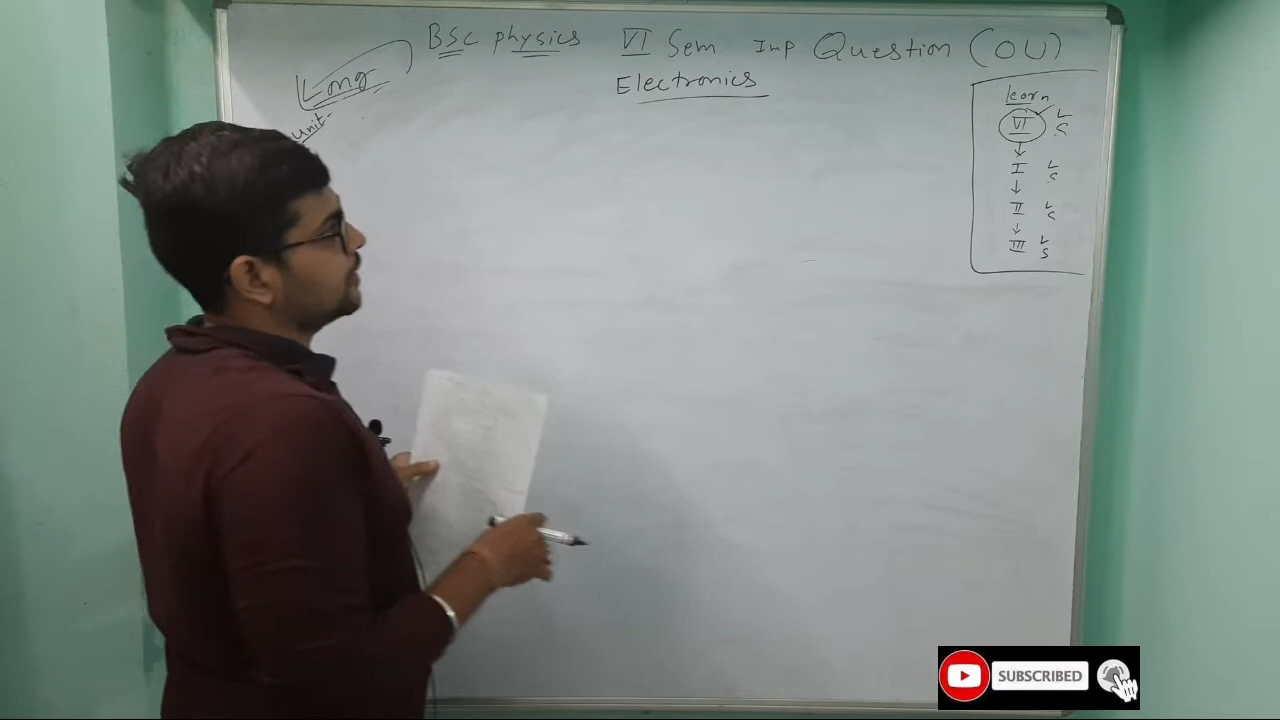 BSc physics VI Sem Imp Question (OU)
Electronics
Long
unit-
learn
VI L S
I L S
II L S
III L S
SUBSCRIBED